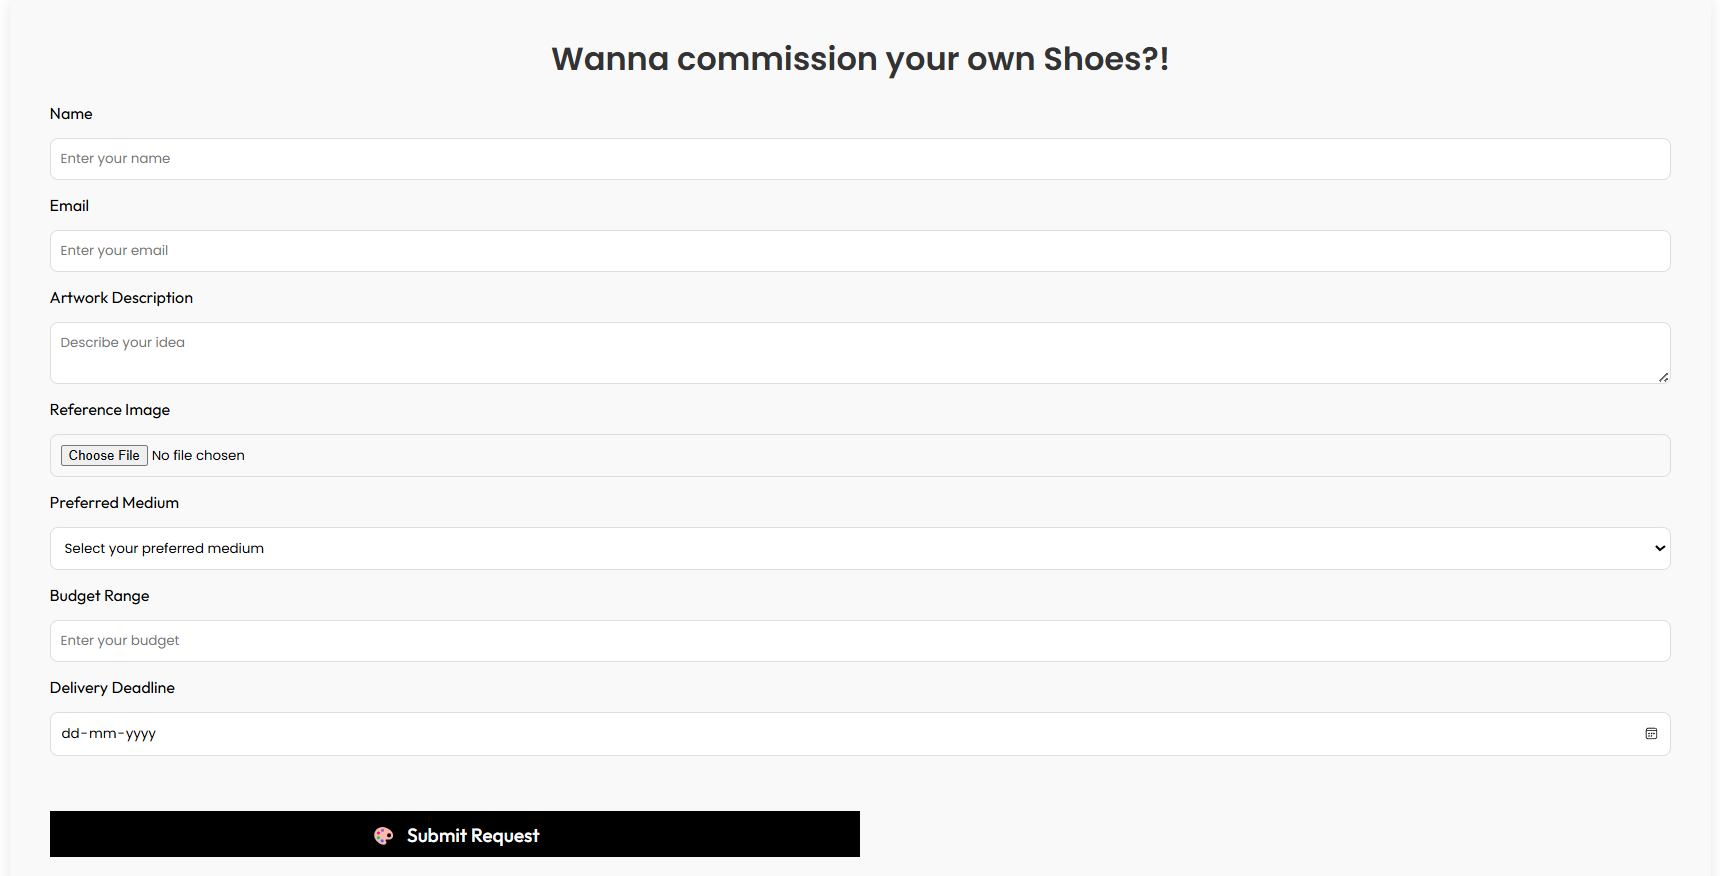 Wanna commission your own Shoes?!
Name
Enter your name
Email
Enter your email
Artwork Description
Describe your idea
Reference Image
Choose File No file chosen
Preferred Medium
Select your preferred medium
Budget Range
Enter your budget
Delivery Deadline
dd-mm-yyyy
Submit Request